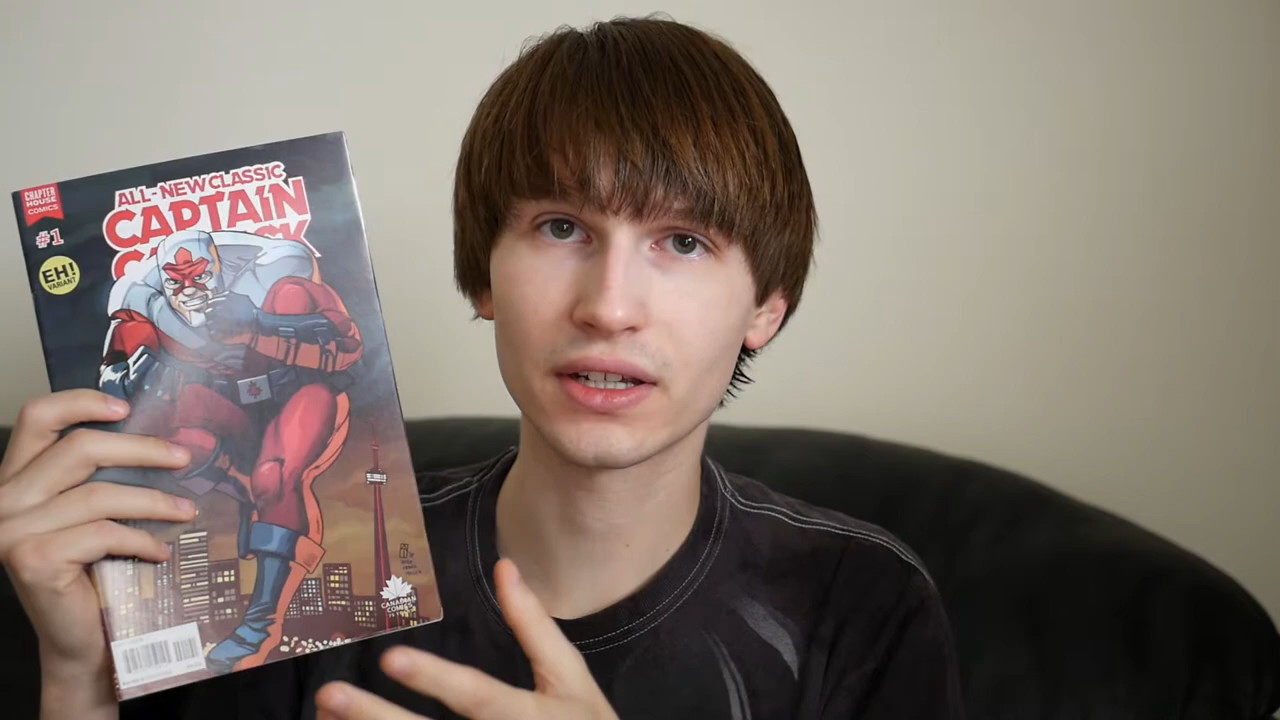 CHAPTER
HOUSE
COMICS
#1
EH!
VARIANT
ALL-NEW CLASSIC
CAPTAIN
CANADIAN
COMICS